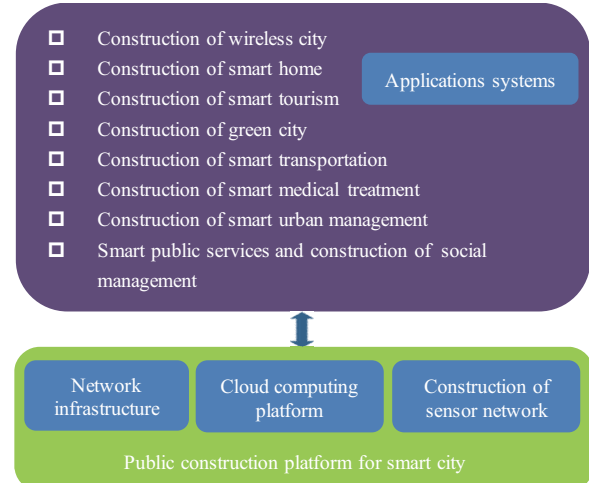 Construction of wireless city
Construction of smart home
Applications systems
Construction of smart tourism
Construction of green city
Construction of smart transportation
Construction of smart medical treatment
Construction of smart urban management
Smart public services and construction of social
management
Network
infrastructure
Cloud computing
platform
Construction of
sensor network
Public construction platform for smart city